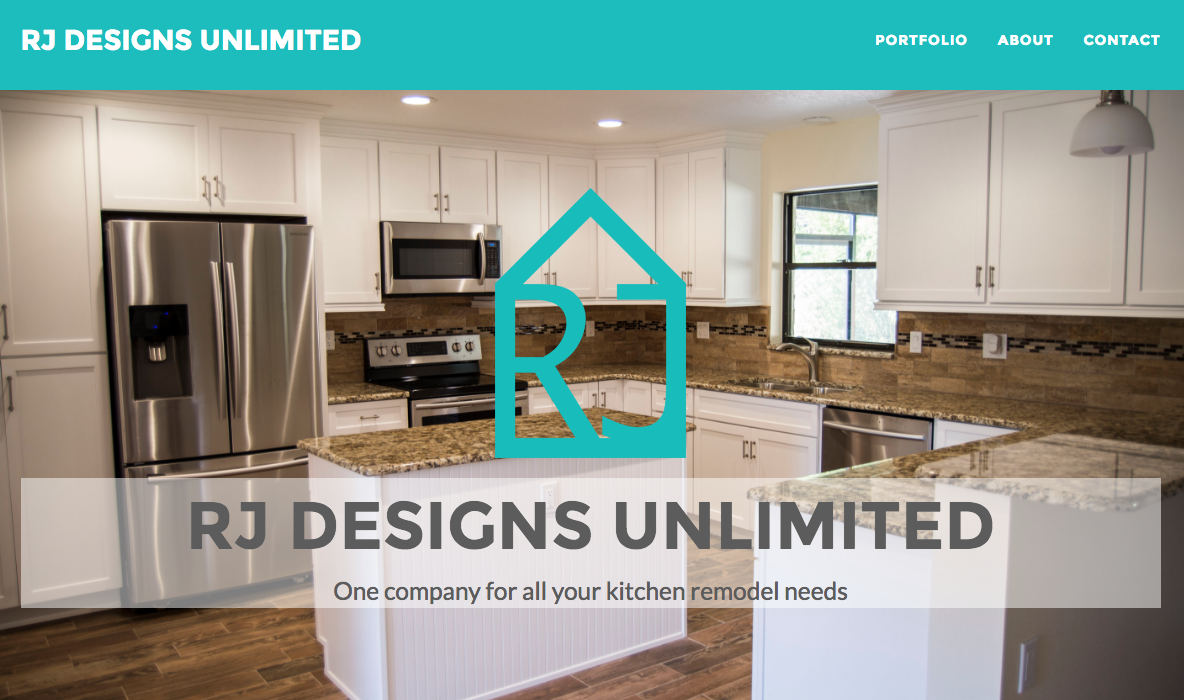 RJ DESIGNS UNLIMITED
PORTFOLIO ABOUT CONTACT
RJ
RJ DESIGNS UNLIMITED
One company for all your kitchen remodel needs